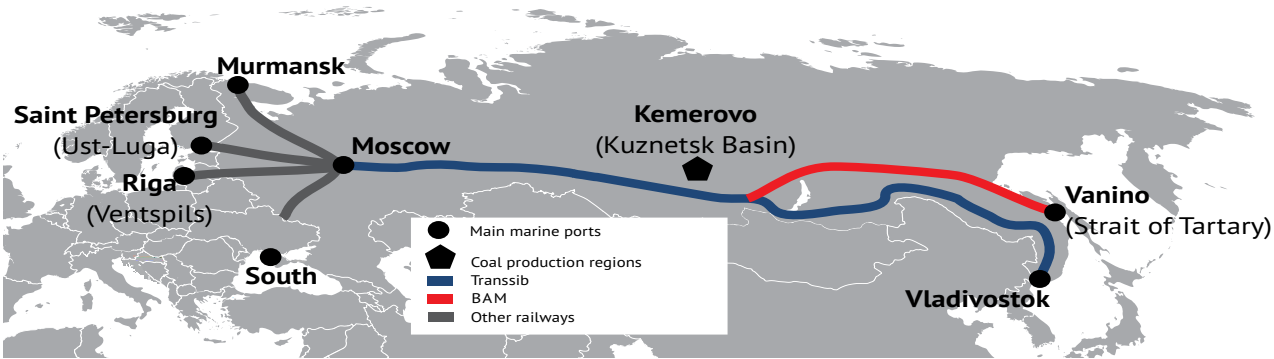 Murmansk
Saint Petersburg
(Ust-Luga)
Moscow
Riga
(Ventspils)
South
Kemerovo
(Kuznetsk Basin)
Vanino
(Strait of Tartary)
Vladivostok
Main marine ports
Coal production regions
Transsib
BAM
Other railways